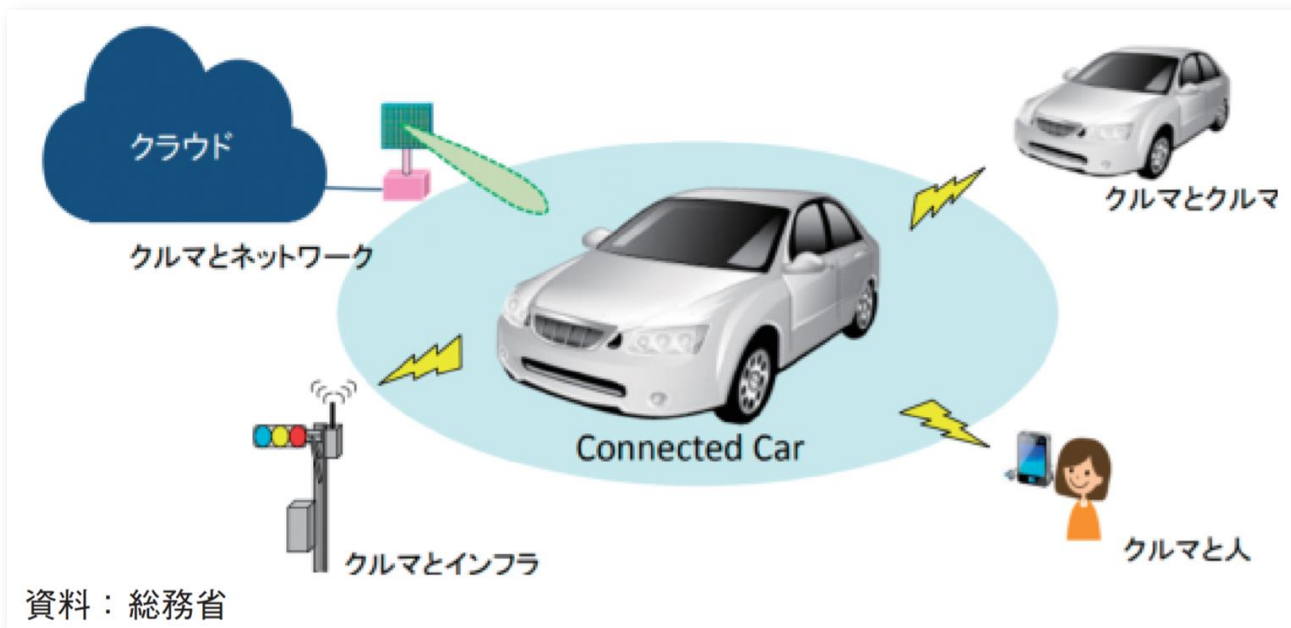 クラウド
クルマとネットワーク
クルマとクルマ
Connected Car
クルマとインフラ
クルマと人
資料：総務省